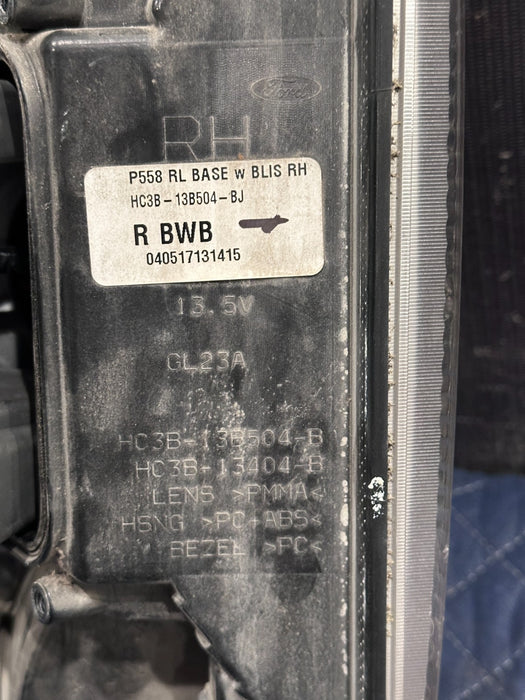 Ford
RH
P558 RL BASE w BLIS RH
HC3B-13B504-BJ
R BWB
040517131415
13.5V
GL23A
HC3B-13B504-B
HC3B-13404-B
LENS >PMMA<
HSNG >PC+ABS<
BEZEL >PC<